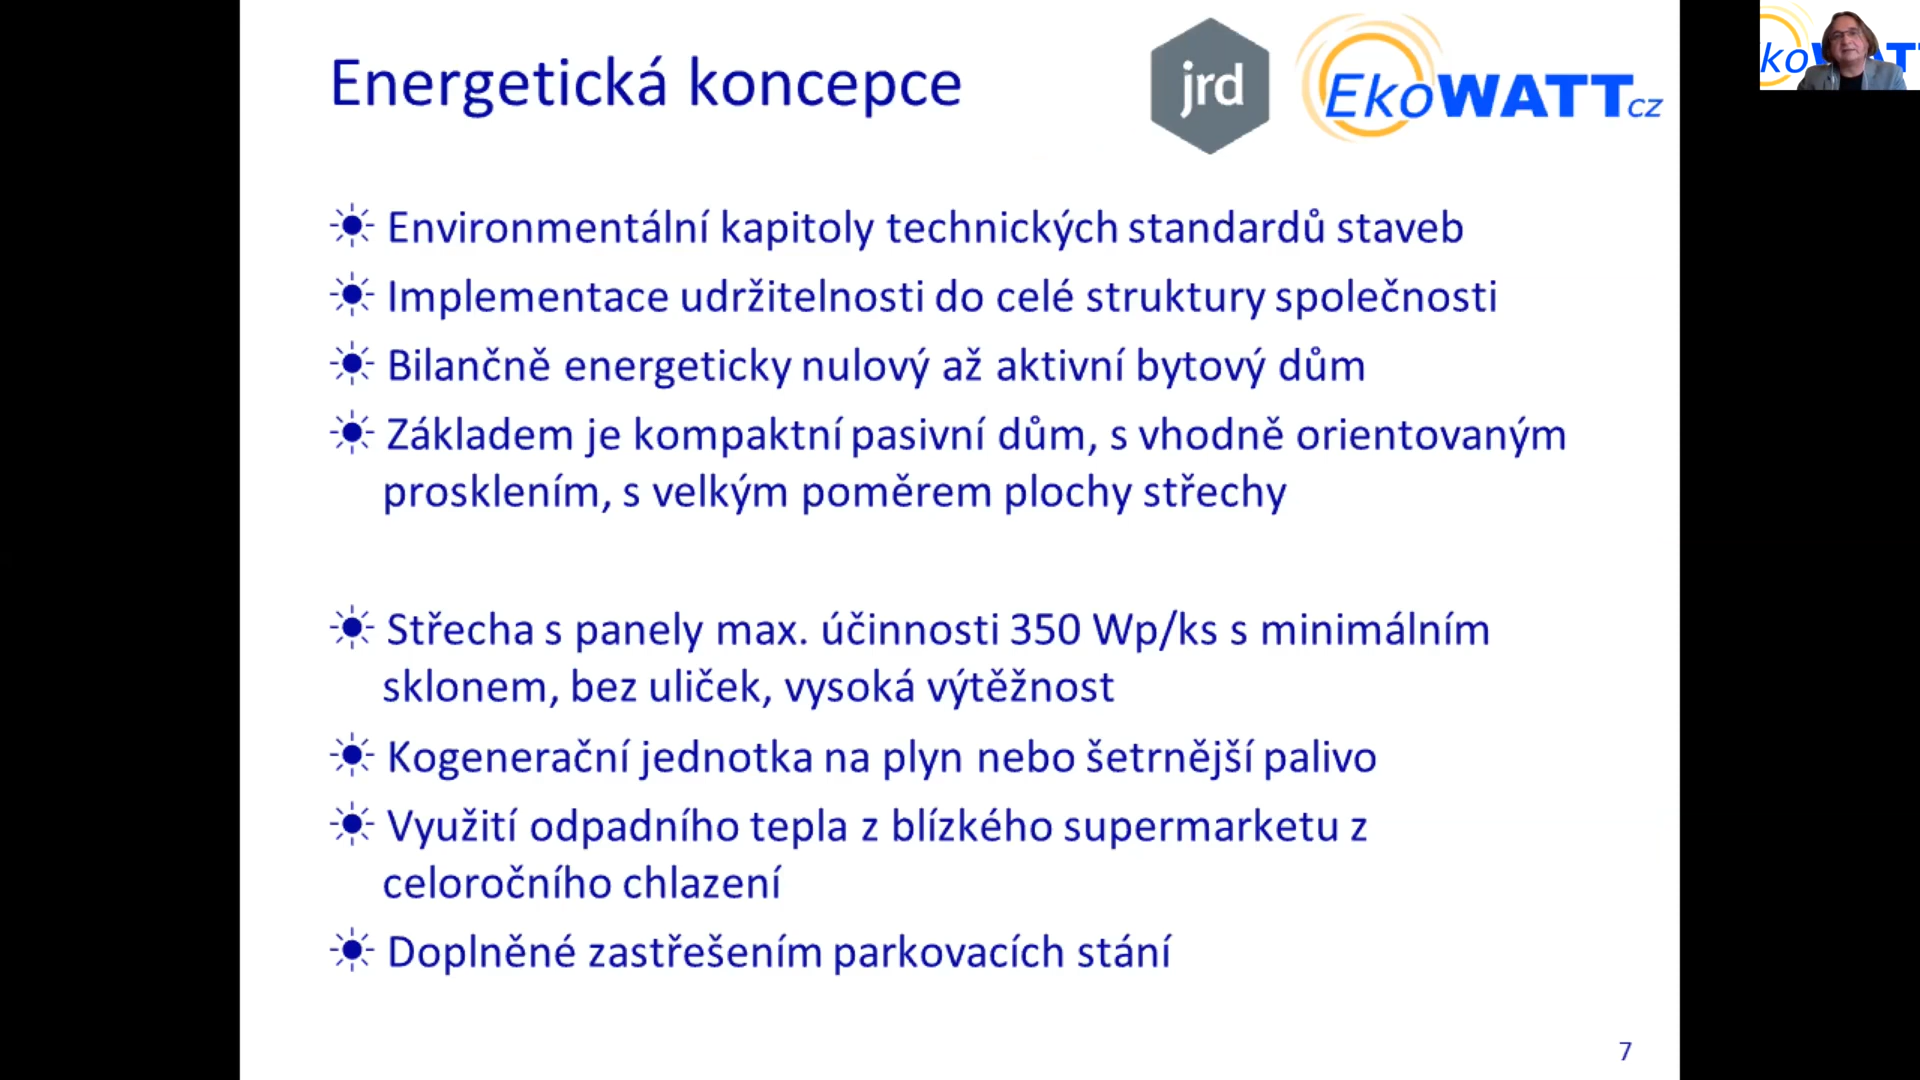 Energetická koncepce
jrd
EkoWATTcz
koWATT
Environmentální kapitoly technických standardů staveb
Implementace udržitelnosti do celé struktury společnosti
Bilančně energeticky nulový až aktivní bytový dům
Základem je kompaktní pasivní dům, s vhodně orientovaným
prosklením, s velkým poměrem plochy střechy
Střecha s panely max. účinnosti 350 Wp/ks s minimálním
sklonem, bez uliček, vysoká výtěžnost
Kogenerační jednotka na plyn nebo šetrnější palivo
Využití odpadního tepla z blízkého supermarketu z
celoročního chlazení
Doplněné zastřešením parkovacích stání
7